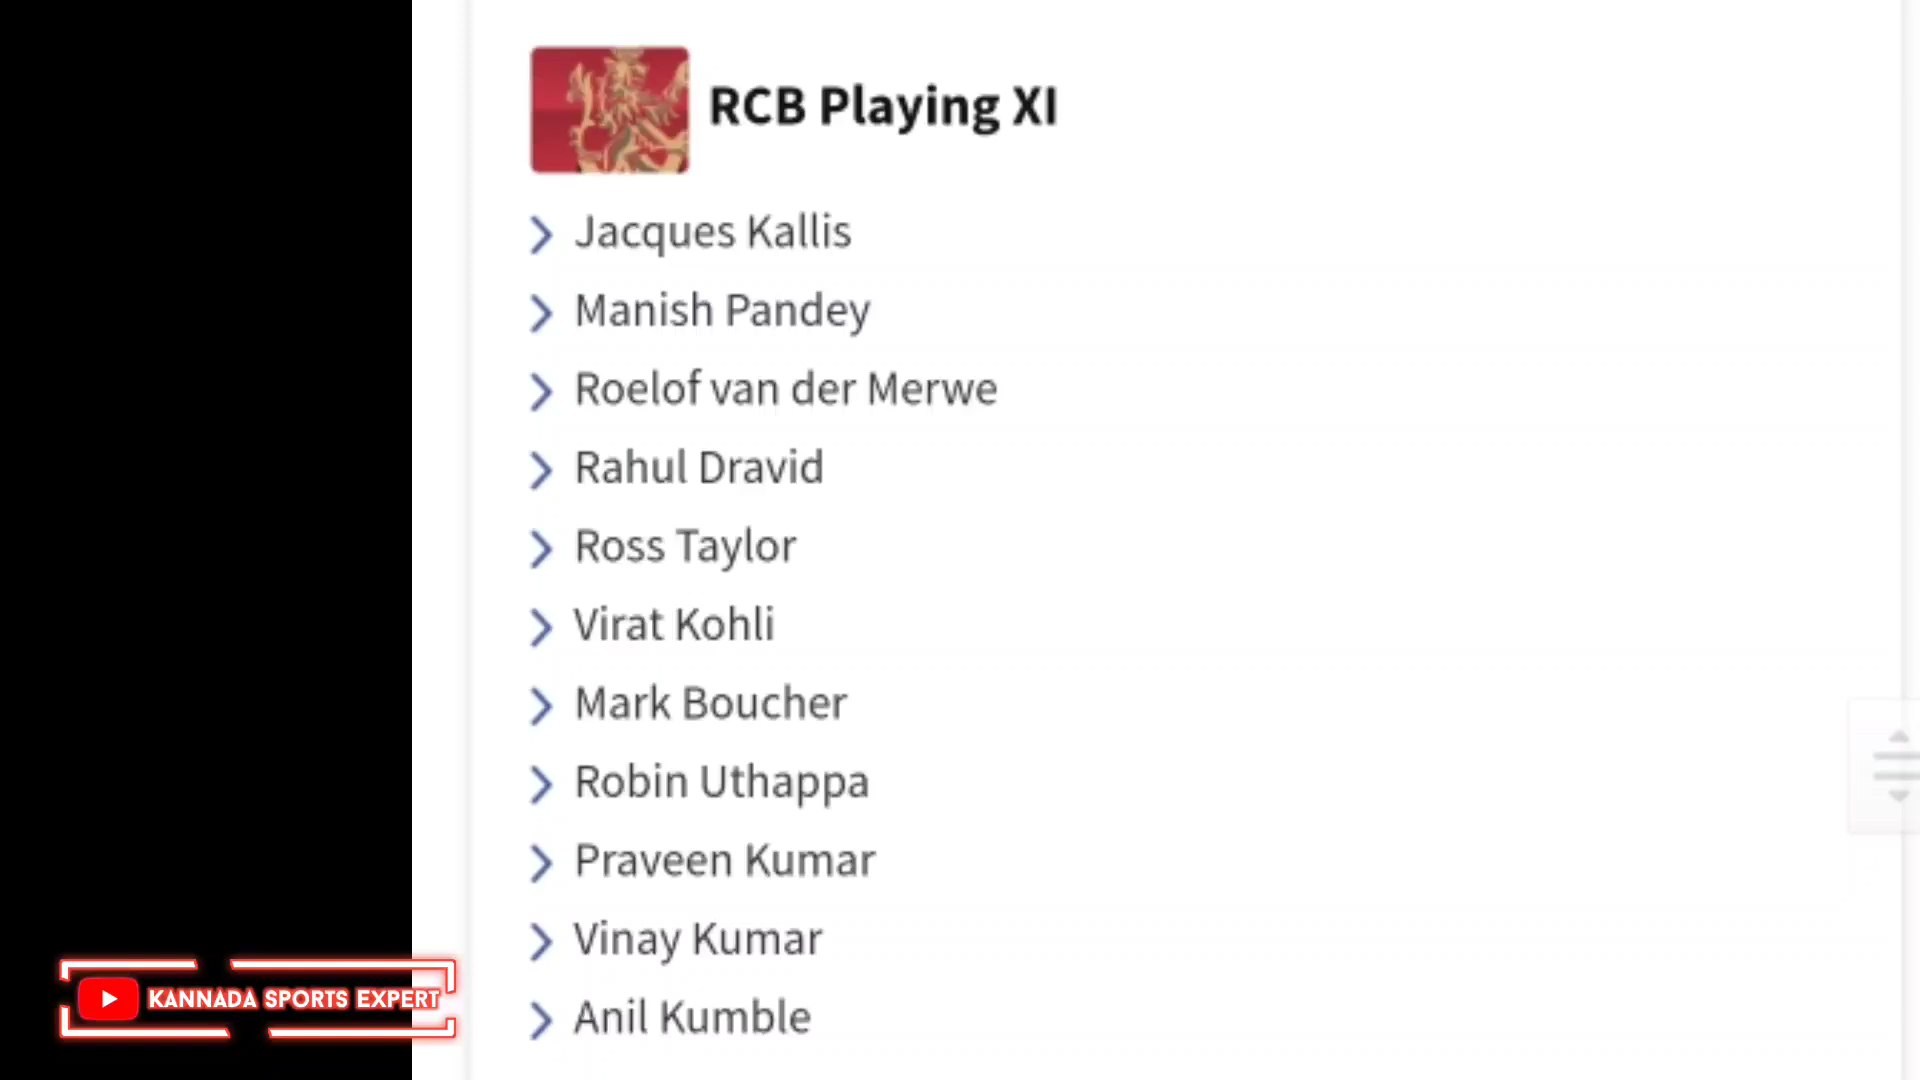 RCB Playing XI
Jacques Kallis
Manish Pandey
Roelof van der Merwe
Rahul Dravid
Ross Taylor
Virat Kohli
Mark Boucher
Robin Uthappa
Praveen Kumar
Vinay Kumar
Anil Kumble
KANNADA SPORTS EXPERT